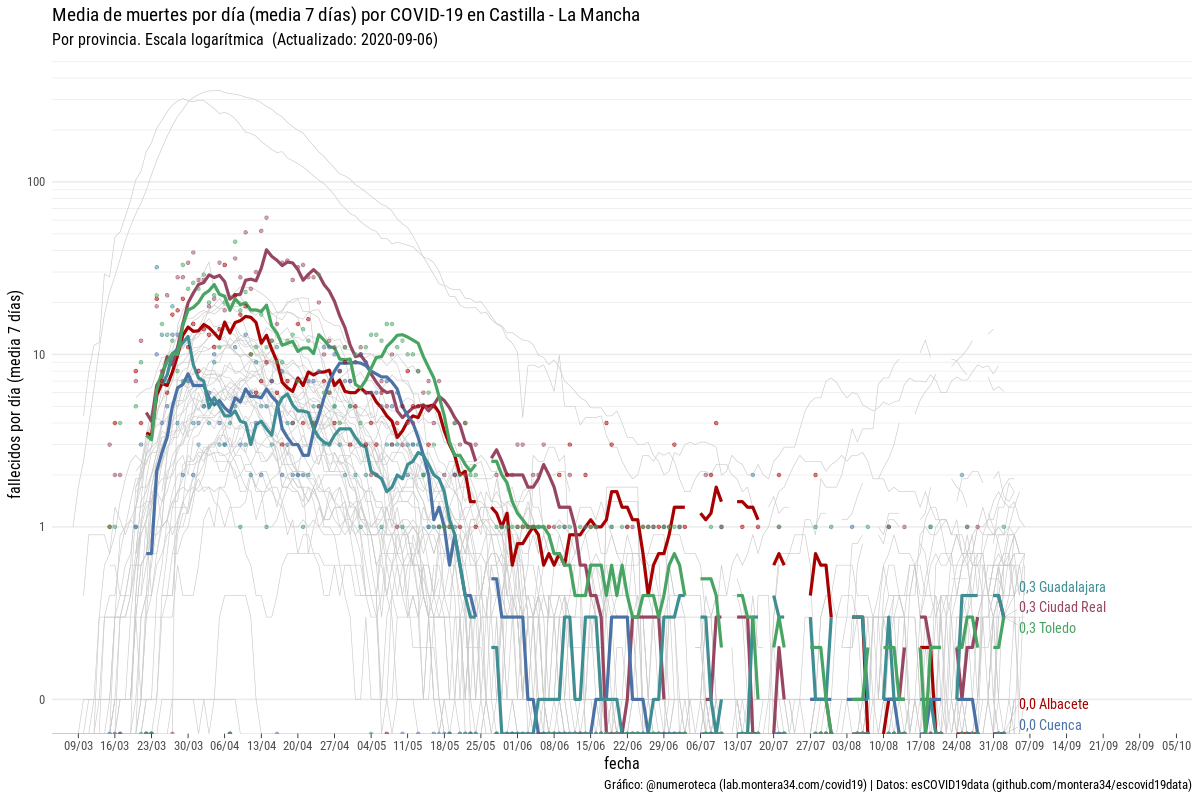 Media de muertes por día (media 7 días) por COVID-19 en Castilla - La Mancha
Por provincia. Escala logarítmica (Actualizado: 2020-09-06)
fallecidos por día (media 7 días)
100
10
1
0
0,3 Guadalajara
0,3 Ciudad Real
0,3 Toledo
0,0 Albacete
0,0 Cuenca
09/03 16/03 23/03 30/03 06/04 13/04 20/04 27/04 04/05 11/05 18/05 25/05 01/06 08/06 15/06 22/06 29/06 06/07 13/07 20/07 27/07 03/08 10/08 17/08 24/08 31/08 07/09 14/09 21/09 28/09 05/10
fecha
Gráfico: @numeroteca (lab.montera34.com/covid19) | Datos: esCOVID19data (github.com/montera34/escovid19data)